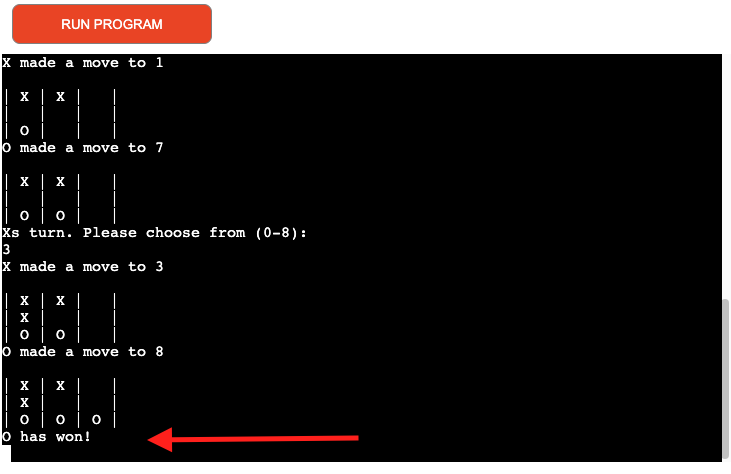 RUN PROGRAM
X made a move to 1
| X | X |   |
|   |   |   |
| O |   |   |
O made a move to 7
| X | X |   |
|   |   |   |
| O | O |   |
Xs turn. Please choose from (0-8):
3
X made a move to 3
| X | X |   |
| X |   |   |
| O | O |   |
O made a move to 8
| X | X |   |
| X |   |   |
| O | O | O |
O has won!